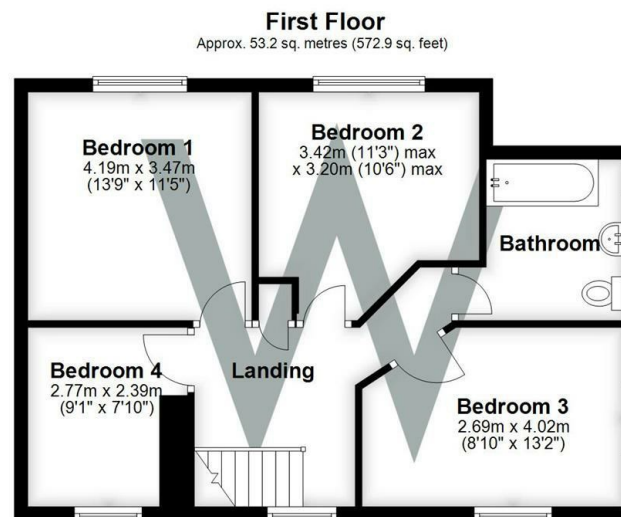 First Floor
Approx. 53.2 sq. metres (572.9 sq. feet)
Bedroom 1
4.19m x 3.47m
(13'9" x 11'5")
Bedroom 2
3.42m (11'3") max
x 3.20m (10'6") max
Bathroom
Bedroom 4
2.77m x 2.39m
(9'1" x 7'10")
Landing
Bedroom 3
2.69m x 4.02m
(8'10" x 13'2")
W